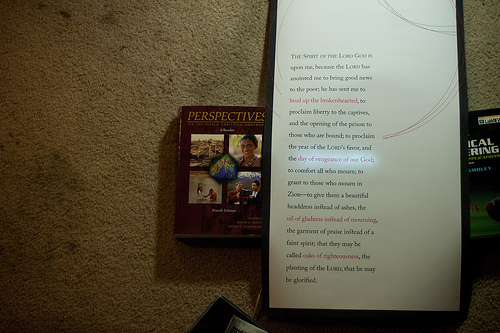 THE SPIRIT OF THE LORD GOD IS
upon me, because the LORD has
anointed me to bring good news
to the poor; he has sent me to
bind up the brokenhearted, to
proclaim liberty to the captives,
and the opening of the prison to
those who are bound; to proclaim
the year of the LORD's favor, and
the day of vengeance of our God;
to comfort all who mourn; to
grant to those who mourn in
Zion—to give them a beautiful
headdress instead of ashes, the
oil of gladness instead of mourning,
the garment of praise instead of a
faint spirit; that they may be
called oaks of righteousness, the
planting of the LORD, that he may
be glorified.
PERSPECTIVES
A Reader
Fourth Edition
ICAL
ERING
MBLEY